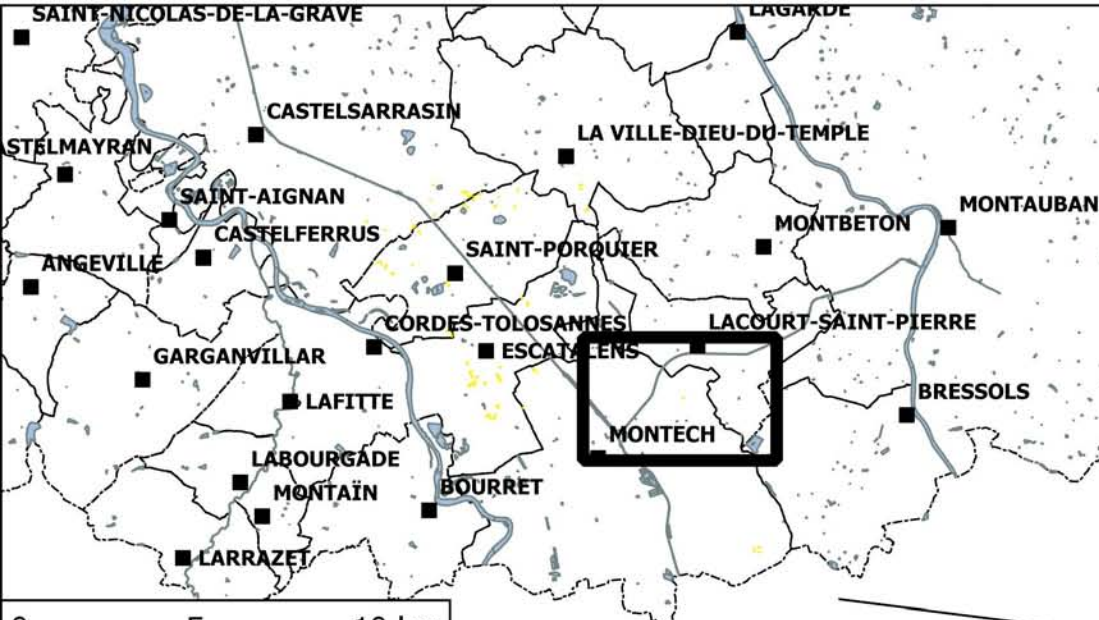 SAINT-NICOLAS-DE-LA-GRAVE
LAGARDE
CASTELSARRASIN
LA VILLE-DIEU-DU-TEMPLE
STELMAYRAN
SAINT-AIGNAN
MONTAUBAN
MONTBETON
CASTELFERRUS
SAINT-PORQUIER
ANGEVILLE
CORDES-TOLOSANNES
LACOURT-SAINT-PIERRE
GARGANVILLAR
ESCATALENS
BRESSOLS
LAFITTE
MONTECH
LABOURGADE
BOURRET
MONTAÏN
LARRAZET